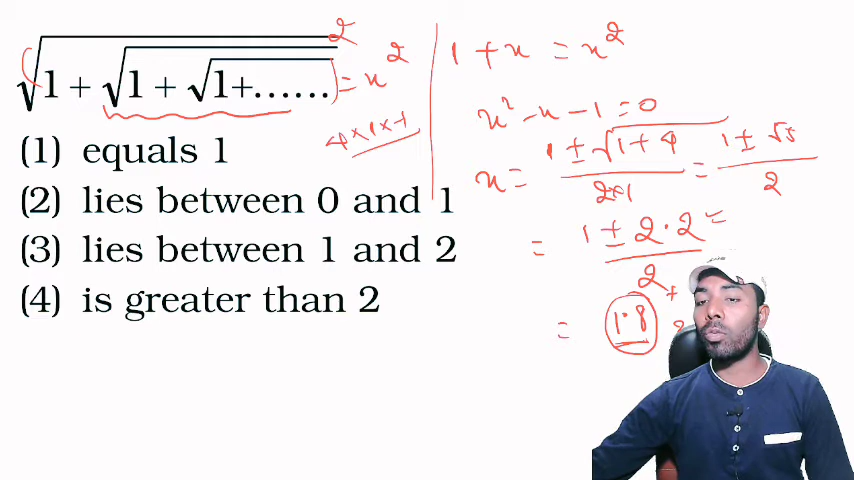 √1 + √1 + √1+...... 2 = x 2
4 × 1 × -1
(1) equals 1
(2) lies between 0 and 1
(3) lies between 1 and 2
(4) is greater than 2
1 + x = x²
x² - x - 1 = 0
x = 1 ± √1 + 4 / 2×1 = 1 ± √5 / 2
= 1 ± 2.2 / 2
= 1.8